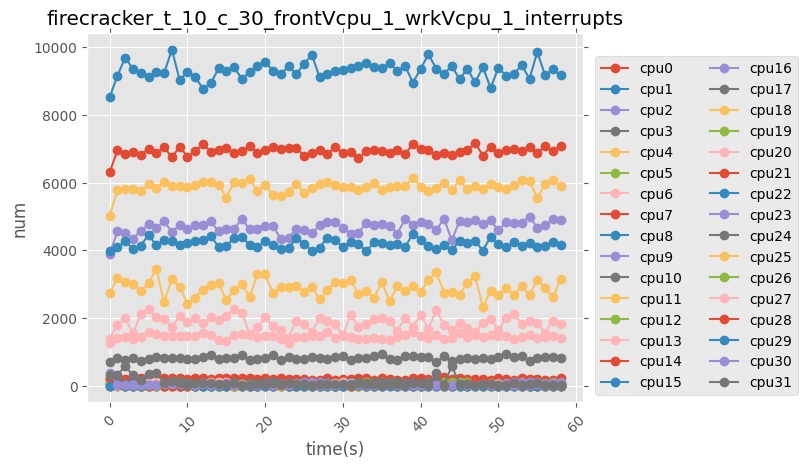 firecracker_t_10_c_30_frontVcpu_1_wrkVcpu_1_interrupts
num
10000
8000
6000
4000
2000
0
0 10 20 30 40 50 60
time(s)
cpu0 cpu16
cpu1 cpu17
cpu2 cpu18
cpu3 cpu19
cpu4 cpu20
cpu5 cpu21
cpu6 cpu22
cpu7 cpu23
cpu8 cpu24
cpu9 cpu25
cpu10 cpu26
cpu11 cpu27
cpu12 cpu28
cpu13 cpu29
cpu14 cpu30
cpu15 cpu31